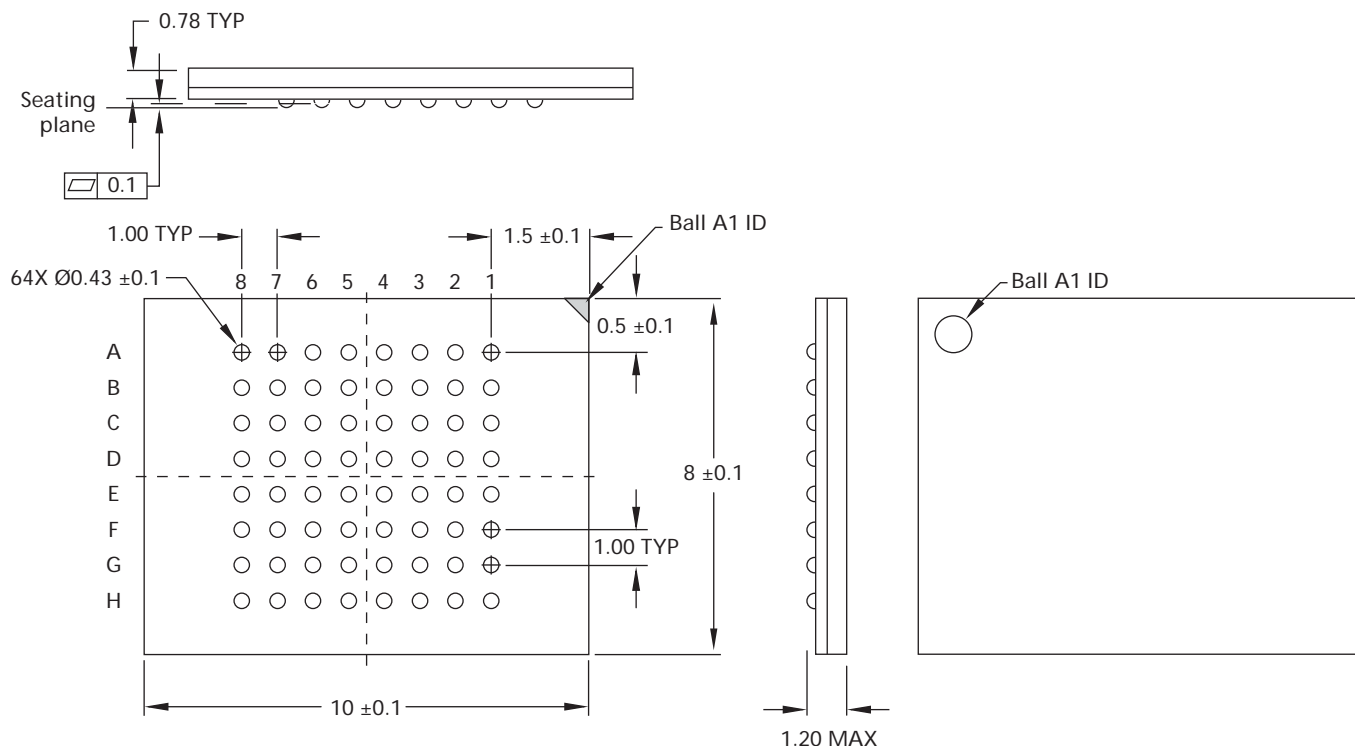 0.78 TYP
Seating
plane
0.1
1.00 TYP
1.5 ±0.1
Ball A1 ID
64X Ø0.43 ±0.1
8 7 6 5 4 3 2 1
Ball A1 ID
0.5 ±0.1
A
B
C
D
8 ±0.1
E
F
1.00 TYP
G
H
10 ±0.1
1.20 MAX